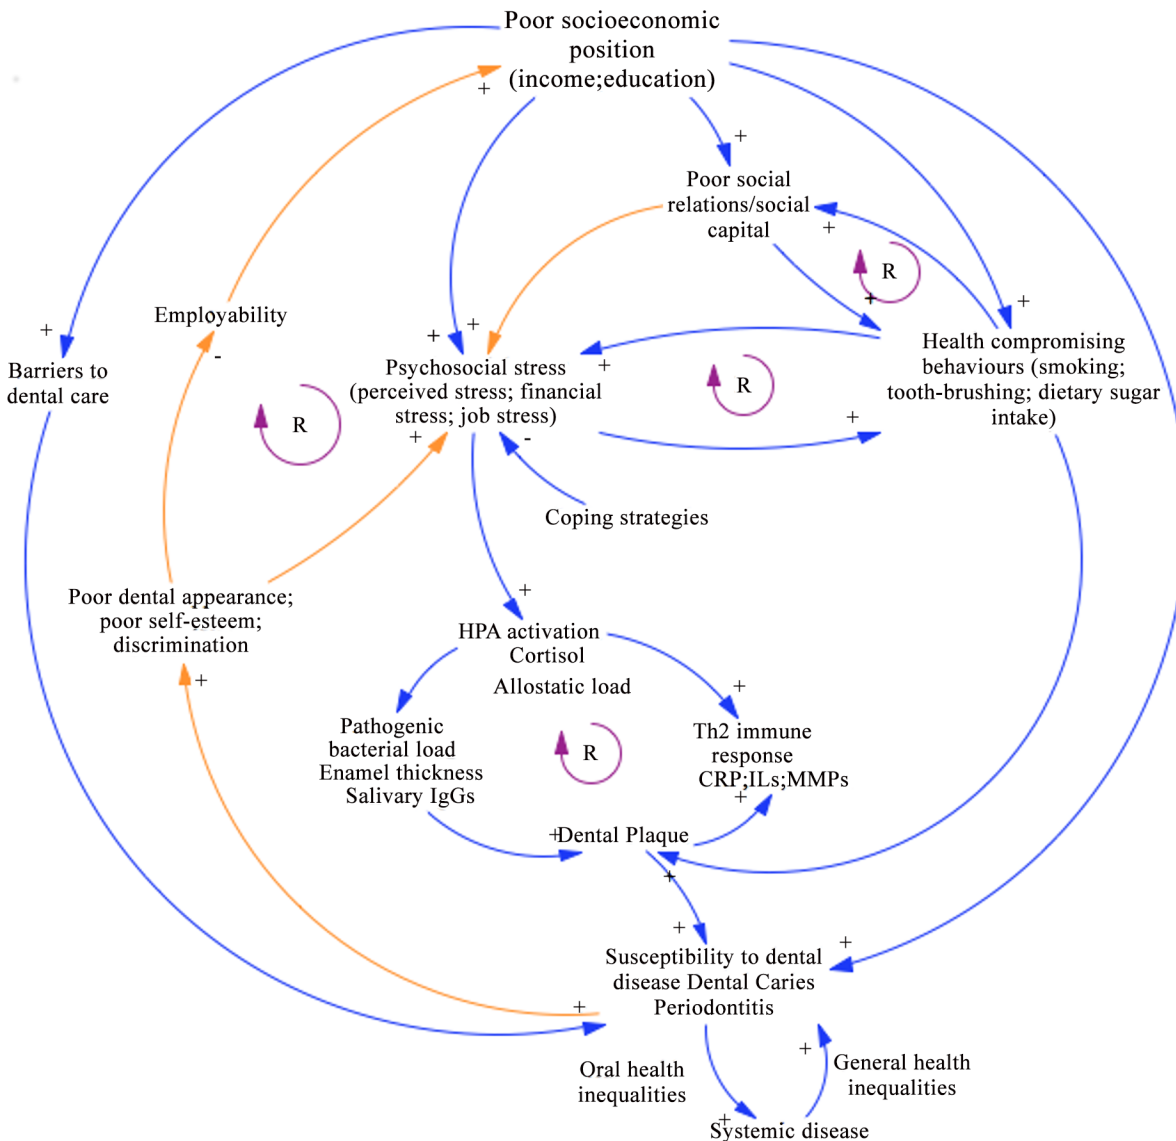 Poor socioeconomic
position
(income;education)
+
+
Poor social
relations/social
capital
+
R
+
+
Employability
-
+
Barriers to
dental care
+
+
Psychosocial stress
(perceived stress; financial
stress; job stress)
+
-
+
R
+
Health compromising
behaviours (smoking;
tooth-brushing; dietary sugar
intake)
R
Coping strategies
Poor dental appearance;
poor self-esteem;
discrimination
+
+
HPA activation
Cortisol
Allostatic load
+
Pathogenic
bacterial load
Enamel thickness
Salivary IgGs
R
Th2 immune
response
CRP;ILs;MMPs
+
+
Dental Plaque
+
+
+
Susceptibility to dental
disease Dental Caries
Periodontitis
+
Oral health
inequalities
+
General health
inequalities
+
Systemic disease